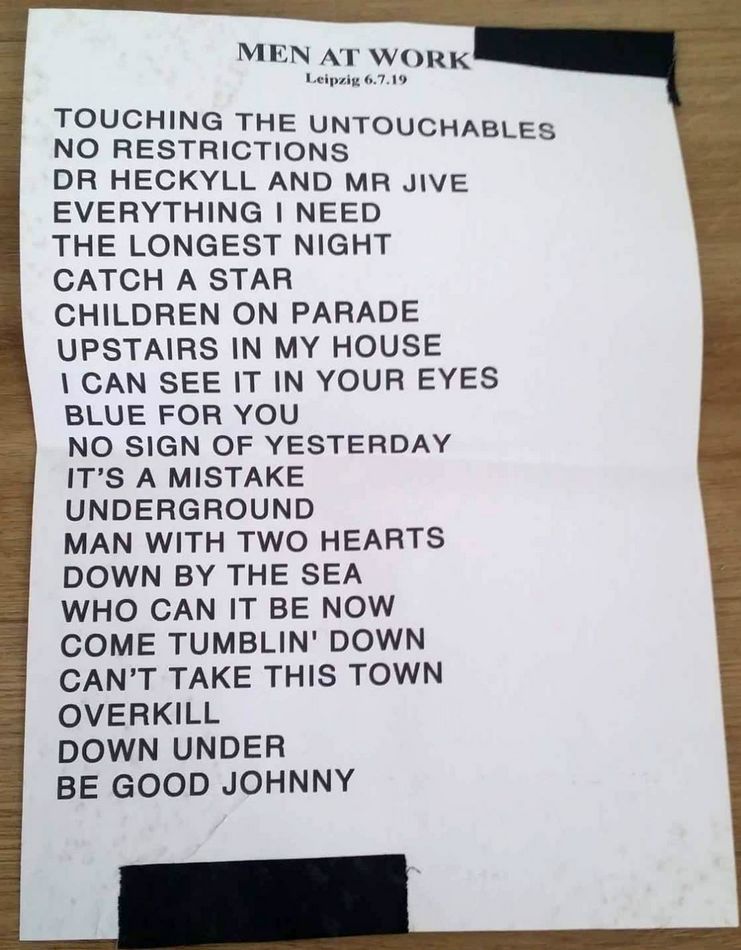 MEN AT WORK
Leipzig 6.7.19
TOUCHING THE UNTOUCHABLES
NO RESTRICTIONS
DR HECKYLL AND MR JIVE
EVERYTHING I NEED
THE LONGEST NIGHT
CATCH A STAR
CHILDREN ON PARADE
UPSTAIRS IN MY HOUSE
I CAN SEE IT IN YOUR EYES
BLUE FOR YOU
NO SIGN OF YESTERDAY
IT'S A MISTAKE
UNDERGROUND
MAN WITH TWO HEARTS
DOWN BY THE SEA
WHO CAN IT BE NOW
COME TUMBLIN' DOWN
CAN'T TAKE THIS TOWN
OVERKILL
DOWN UNDER
BE GOOD JOHNNY